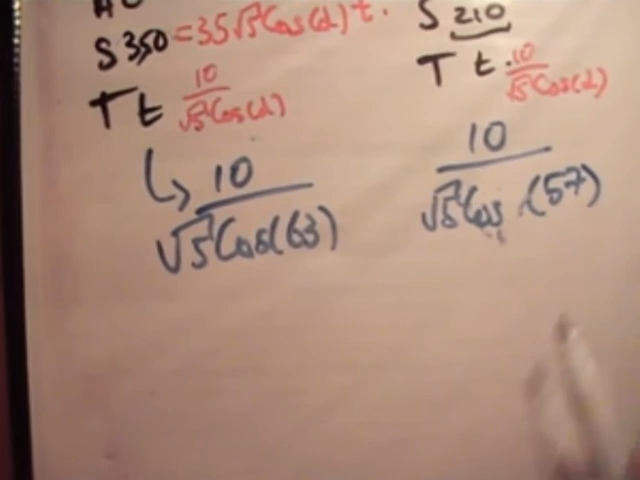 S 350 = 35√5 Cos(α) t.
T t 10/√5 Cos(α)
10/√5 Cos(63)
S 210
T t. 10/√5 Cos(α)
10/√5 Cos (57)